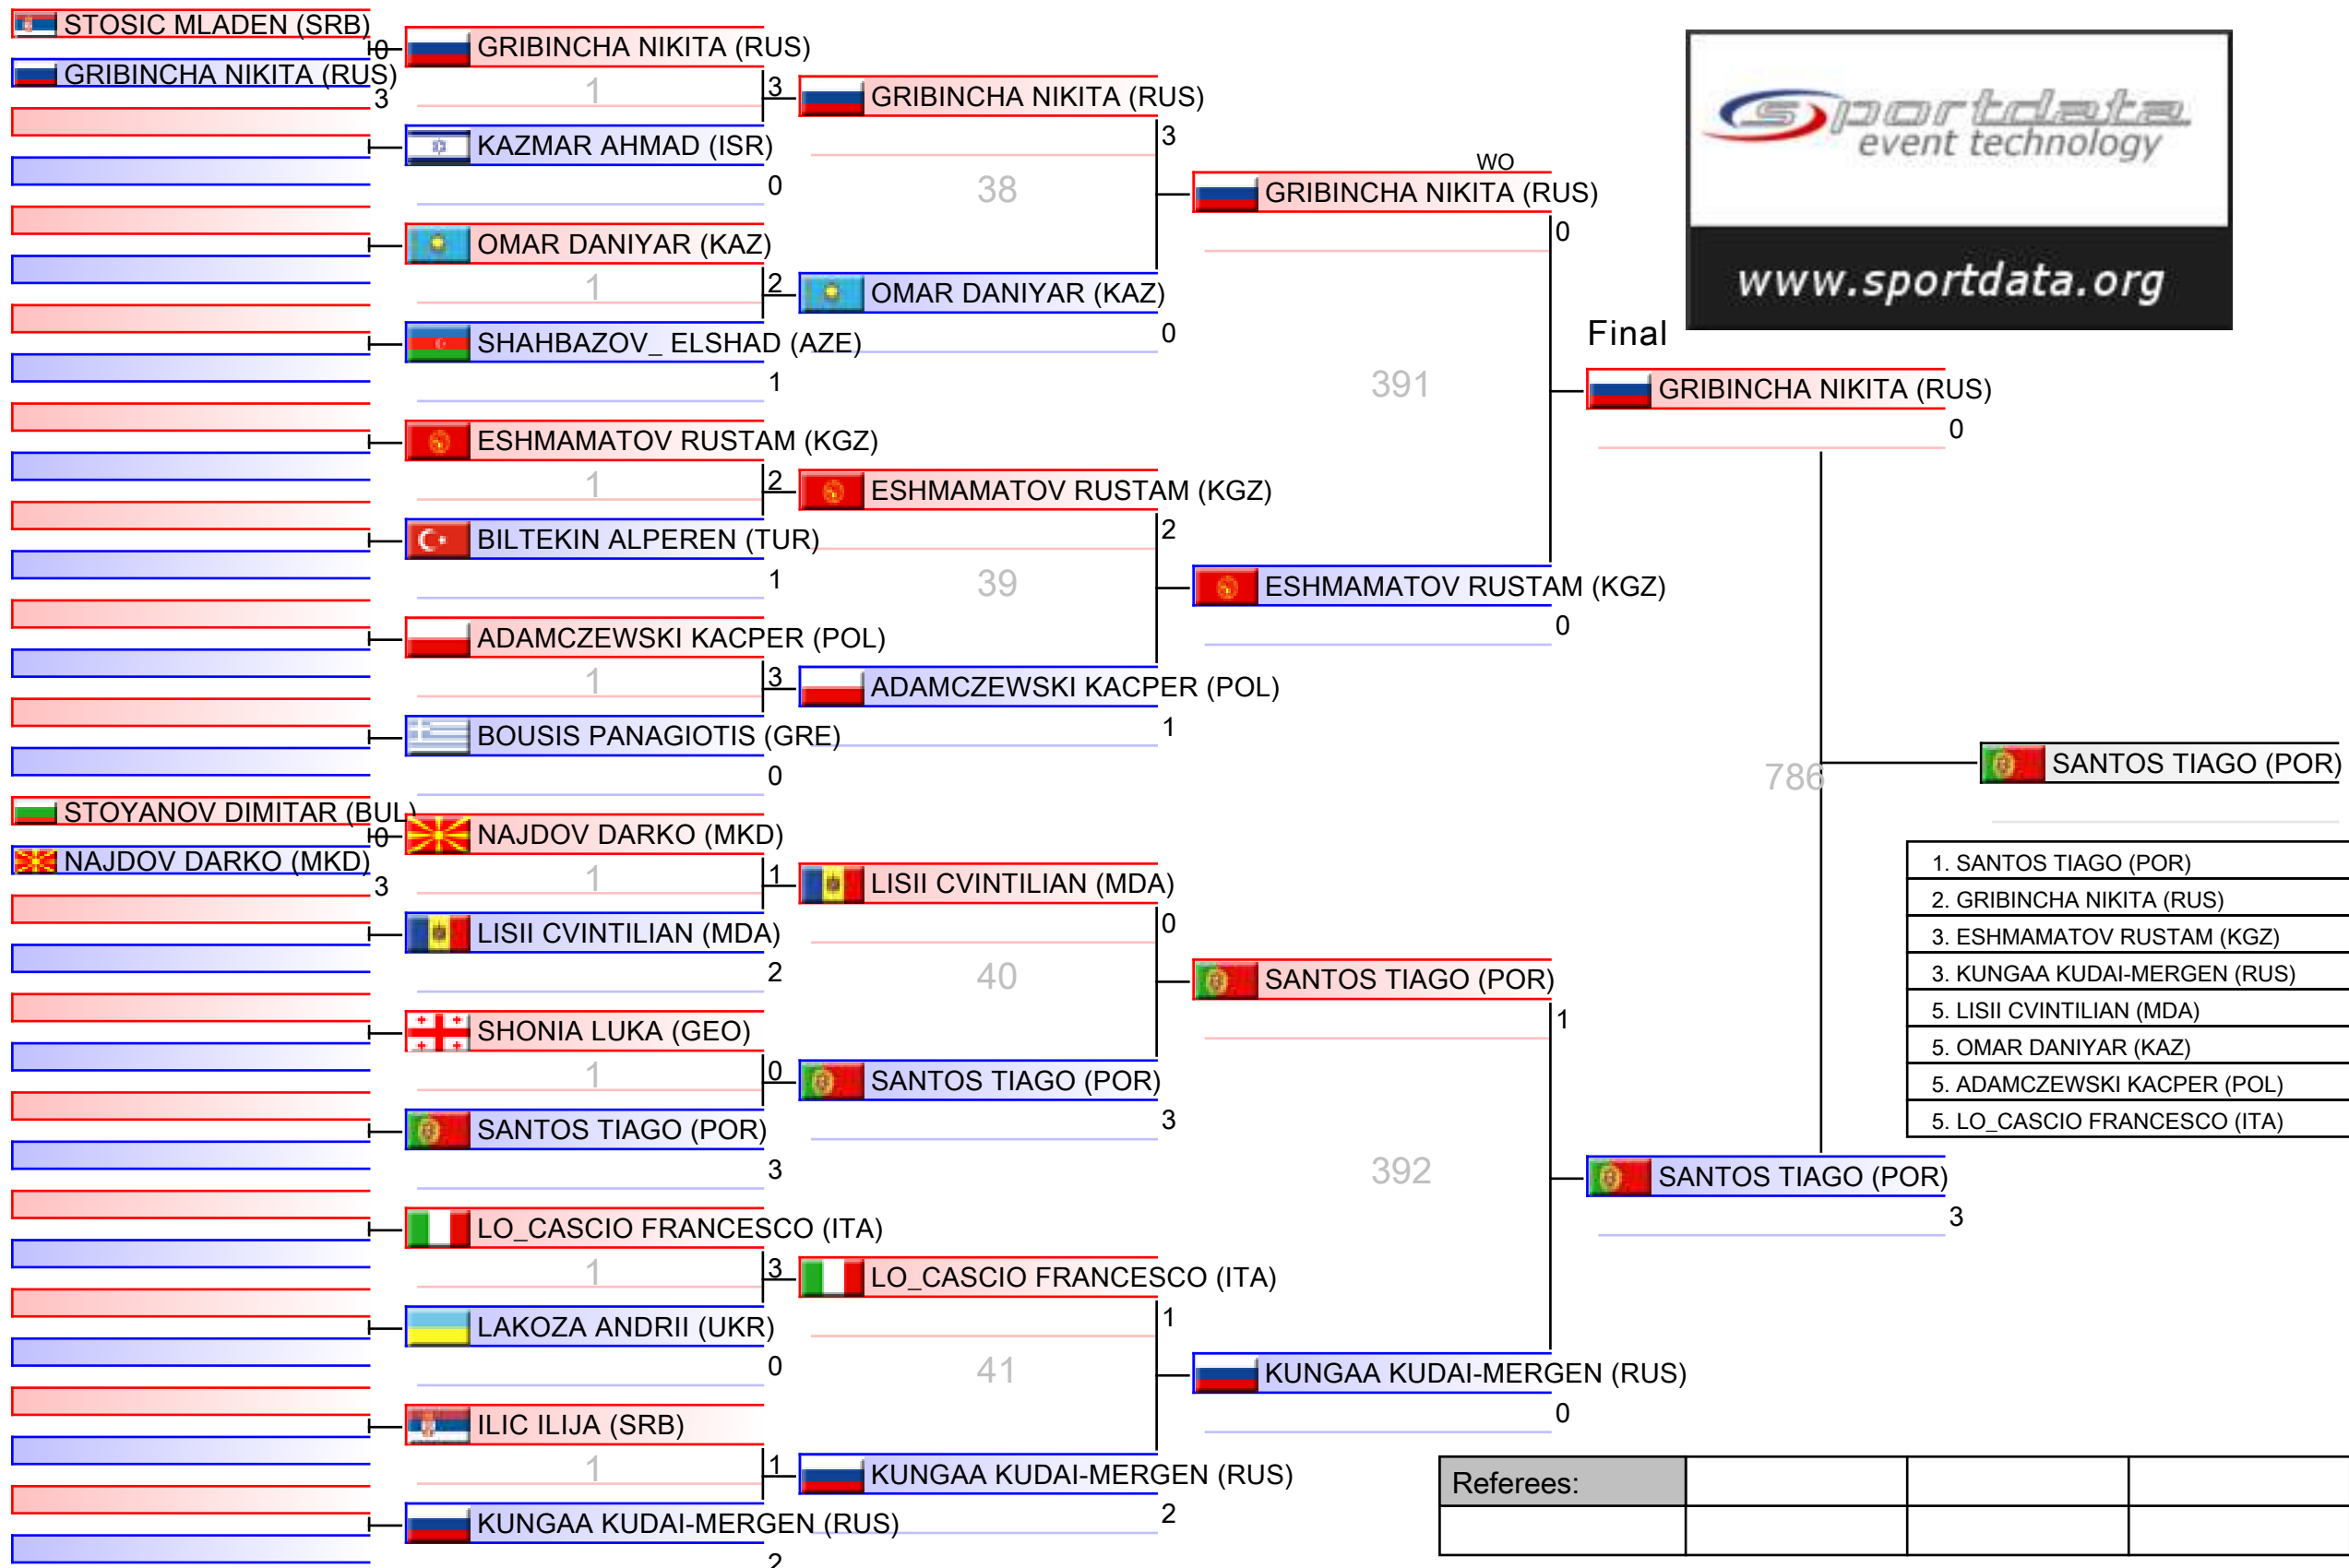 STOSIC MLADEN (SRB)
0
GRIBINCHA NIKITA (RUS)
3
STOYANOV DIMITAR (BUL)
0
NAJDOV DARKO (MKD)
3
GRIBINCHA NIKITA (RUS)
1
3
KAZMAR AHMAD (ISR)
0
OMAR DANIYAR (KAZ)
1
2
SHAHBAZOV_ ELSHAD (AZE)
1
ESHMAMATOV RUSTAM (KGZ)
1
2
BILTEKIN ALPEREN (TUR)
1
ADAMCZEWSKI KACPER (POL)
1
3
BOUSIS PANAGIOTIS (GRE)
0
NAJDOV DARKO (MKD)
1
1
LISII CVINTILIAN (MDA)
2
SHONIA LUKA (GEO)
1
0
SANTOS TIAGO (POR)
3
LO_CASCIO FRANCESCO (ITA)
1
3
LAKOZA ANDRII (UKR)
0
ILIC ILIJA (SRB)
1
1
KUNGAA KUDAI-MERGEN (RUS)
2
GRIBINCHA NIKITA (RUS)
3
38
OMAR DANIYAR (KAZ)
0
ESHMAMATOV RUSTAM (KGZ)
2
39
ADAMCZEWSKI KACPER (POL)
1
LISII CVINTILIAN (MDA)
0
40
SANTOS TIAGO (POR)
3
LO_CASCIO FRANCESCO (ITA)
1
41
KUNGAA KUDAI-MERGEN (RUS)
2
WO
GRIBINCHA NIKITA (RUS)
0
391
ESHMAMATOV RUSTAM (KGZ)
0
SANTOS TIAGO (POR)
1
392
KUNGAA KUDAI-MERGEN (RUS)
0
sportdata
event technology
www.sportdata.org
Final
GRIBINCHA NIKITA (RUS)
0
786
SANTOS TIAGO (POR)
3
SANTOS TIAGO (POR)
1. SANTOS TIAGO (POR)
2. GRIBINCHA NIKITA (RUS)
3. ESHMAMATOV RUSTAM (KGZ)
3. KUNGAA KUDAI-MERGEN (RUS)
5. LISII CVINTILIAN (MDA)
5. OMAR DANIYAR (KAZ)
5. ADAMCZEWSKI KACPER (POL)
5. LO_CASCIO FRANCESCO (ITA)
Referees: